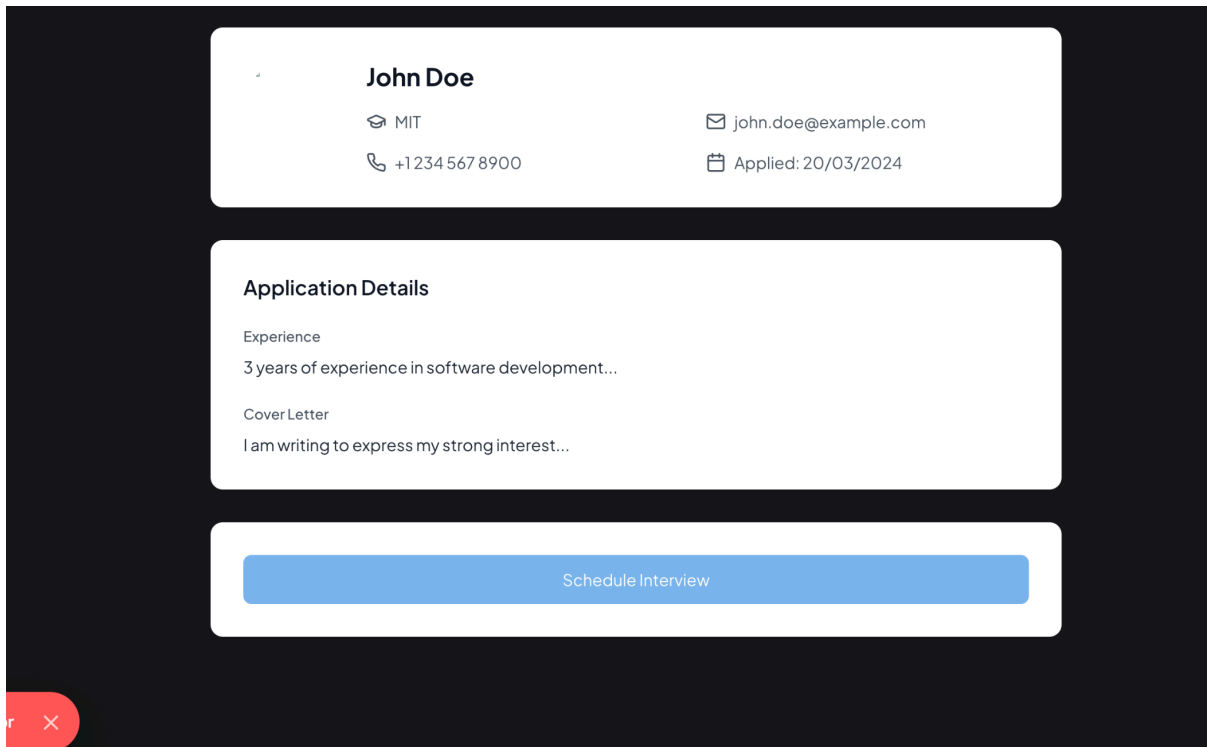 John Doe
MIT
john.doe@example.com
+1 234 567 8900
Applied: 20/03/2024
Application Details
Experience
3 years of experience in software development...
Cover Letter
I am writing to express my strong interest...
Schedule Interview